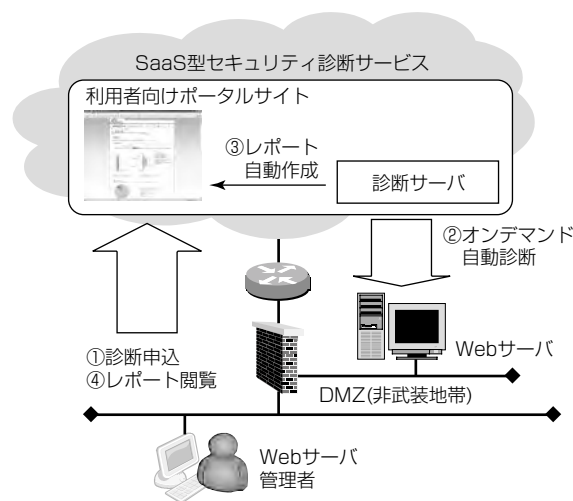 SaaS型セキュリティ診断サービス
利用者向けポータルサイト
③レポート
自動作成
診断サーバ
②オンデマンド
自動診断
Webサーバ
①診断申込
④レポート閲覧
DMZ(非武装地帯)
Webサーバ
管理者